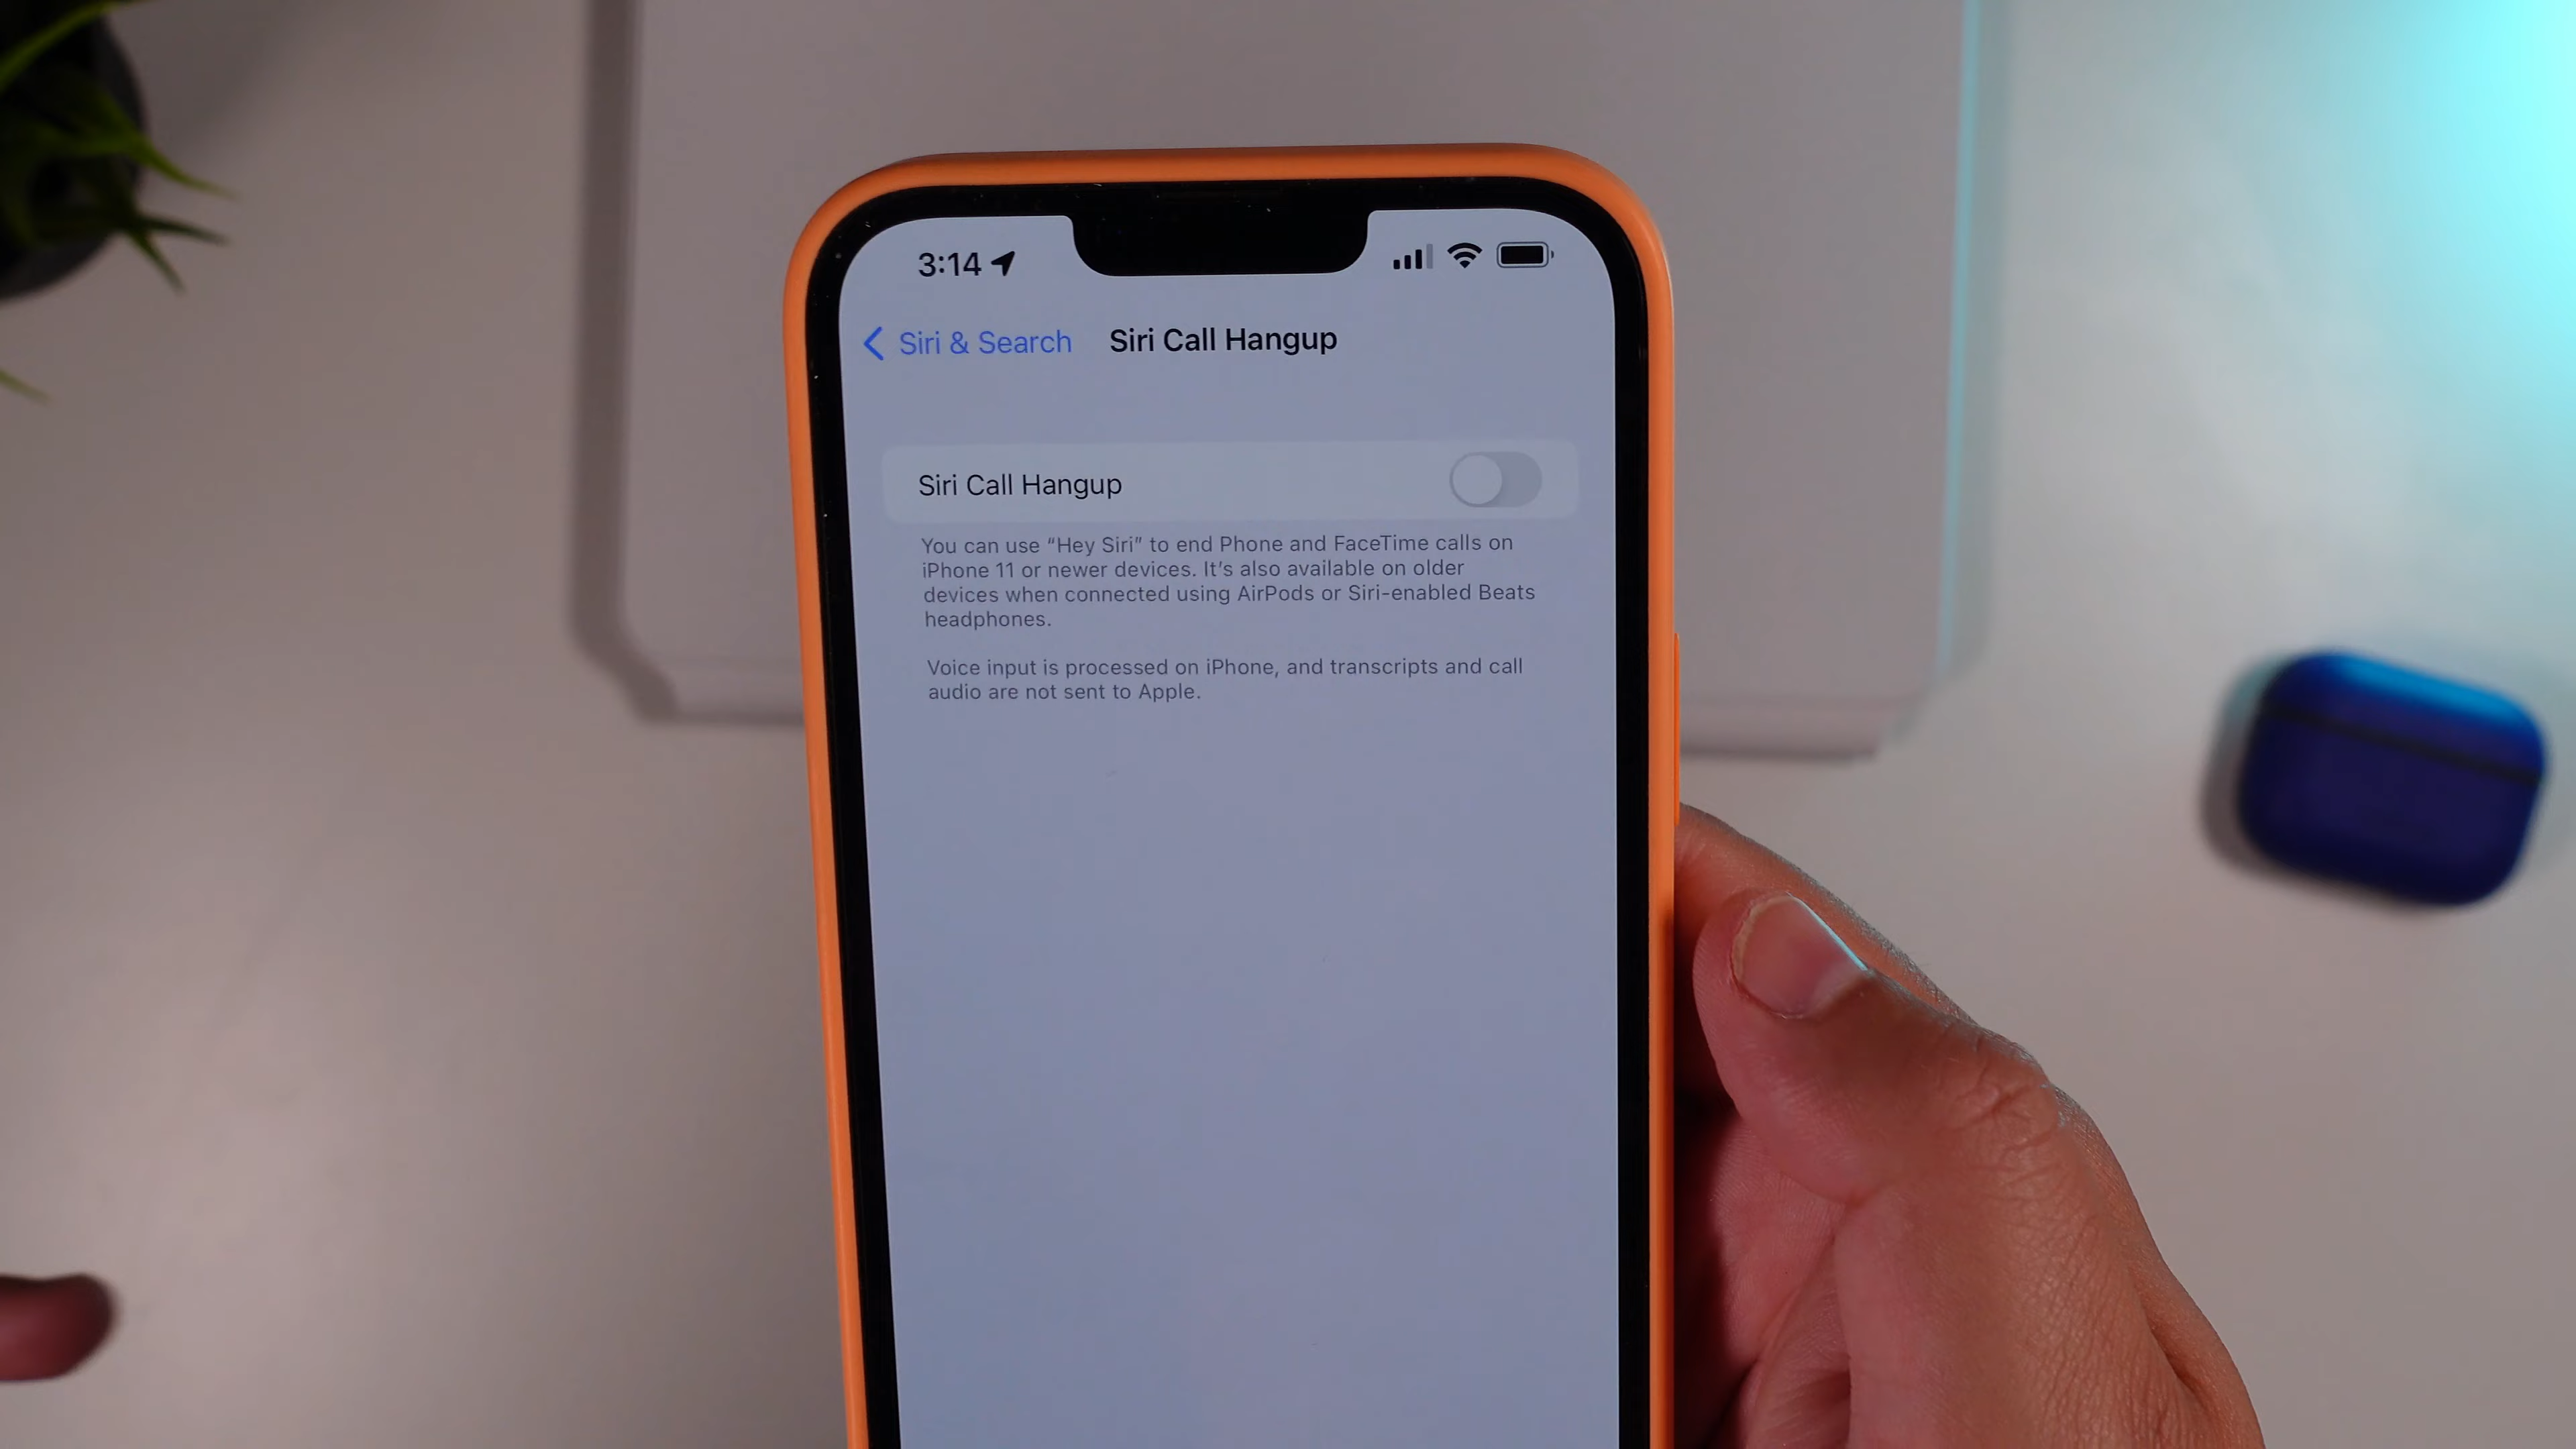 3:14
Siri & Search Siri Call Hangup
Siri Call Hangup
You can use “Hey Siri” to end Phone and FaceTime calls on
iPhone 11 or newer devices. It’s also available on older
devices when connected using AirPods or Siri-enabled Beats
headphones.
Voice input is processed on iPhone, and transcripts and call
audio are not sent to Apple.